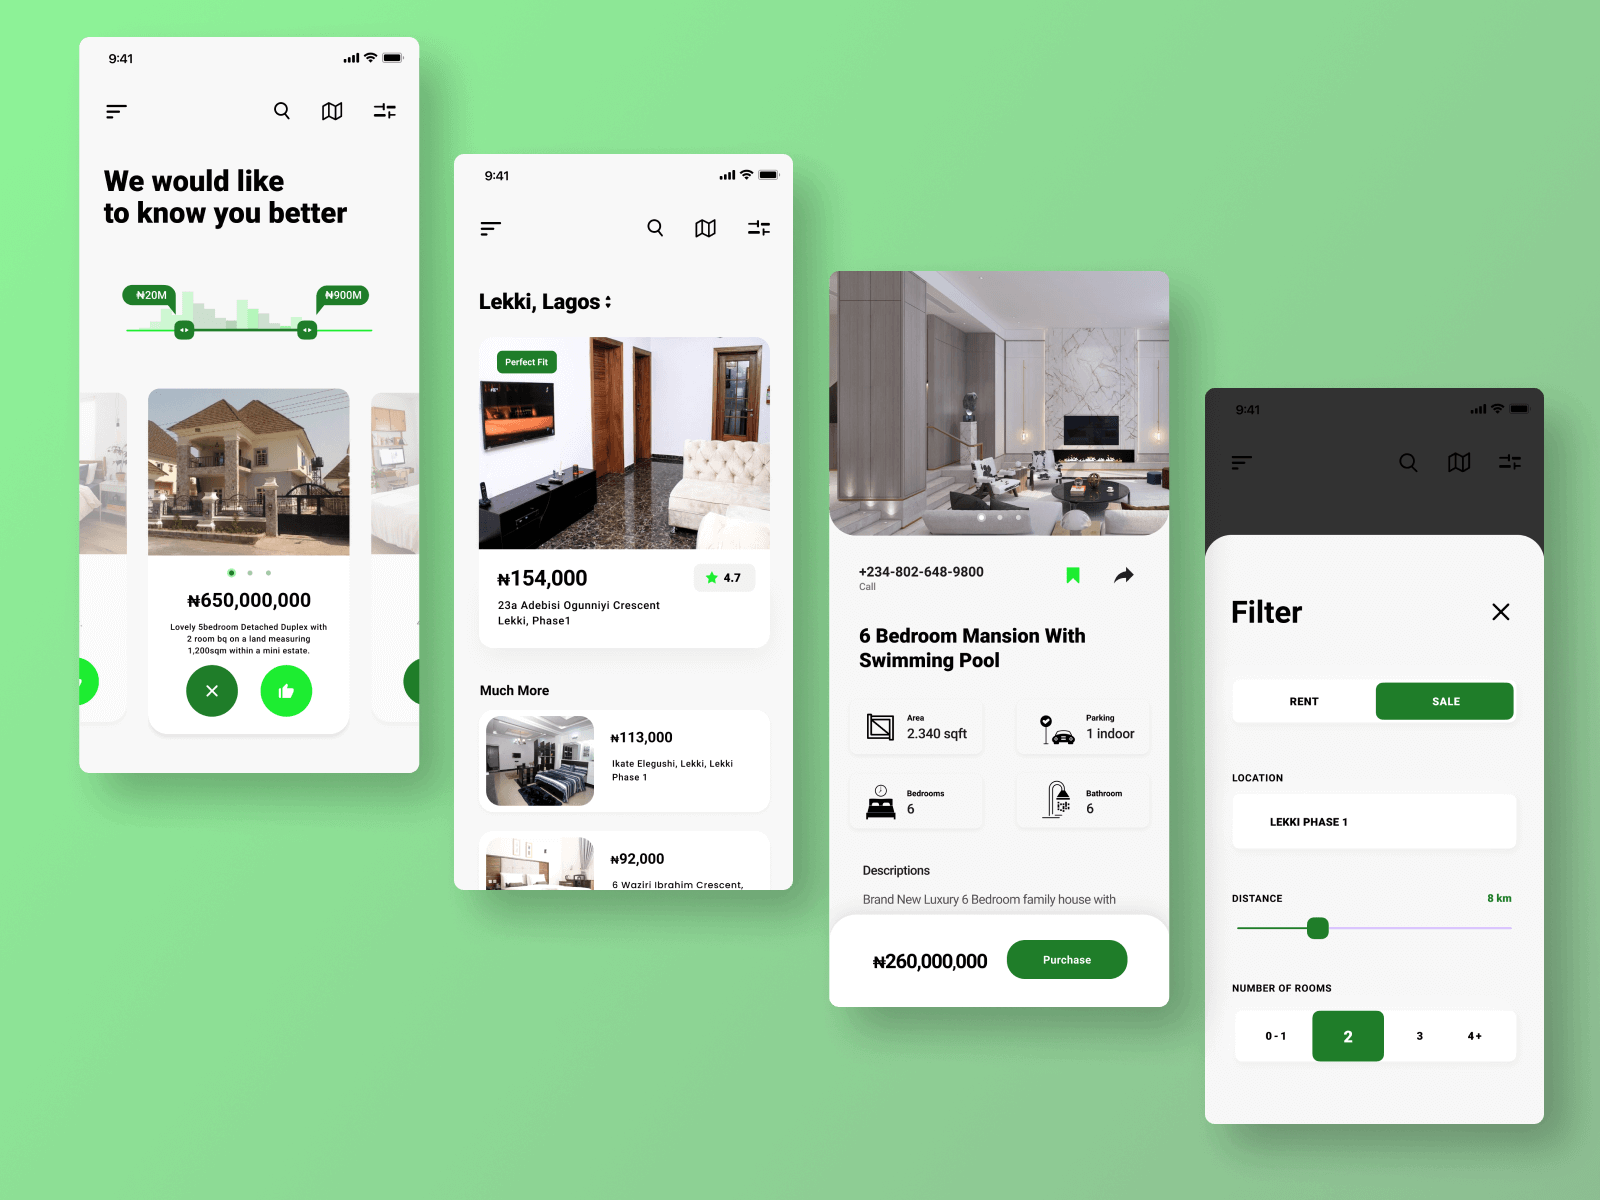 9:41
We would like
to know you better
₦20M
₦900M
₦650,000,000
Lovely 5bedroom Detached Duplex with
2 room bq on a land measuring
1,200sqm within a mini estate.
9:41
Lekki, Lagos
Perfect Fit
₦154,000
4.7
23a Adebisi Ogunniyi Crescent
Lekki, Phase1
Much More
₦113,000
Ikate Elegushi, Lekki, Lekki
Phase 1
₦92,000
6 Waziri Ibrahim Crescent,
+234-802-648-9800
Call
6 Bedroom Mansion With
Swimming Pool
Area
2.340 sqft
Parking
1 indoor
Bedrooms
6
Bathroom
6
Descriptions
Brand New Luxury 6 Bedroom family house with
₦260,000,000
Purchase
9:41
Filter
RENT
SALE
LOCATION
LEKKI PHASE 1
DISTANCE
8 km
NUMBER OF ROOMS
0-1
2
3
4+